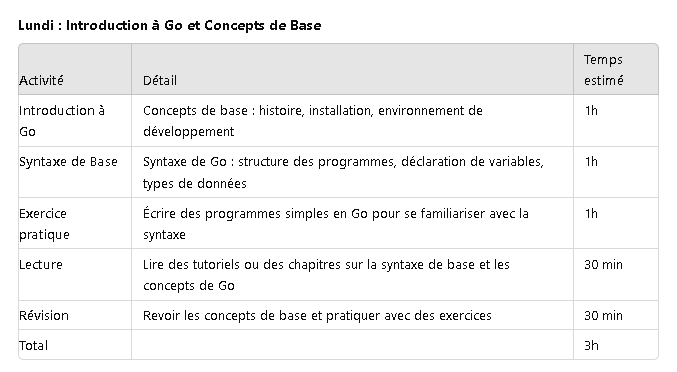 Lundi : Introduction à Go et Concepts de Base
Activité Détail Temps estimé
Introduction à Go Concepts de base : histoire, installation, environnement de développement 1h
Syntaxe de Base Syntaxe de Go : structure des programmes, déclaration de variables, types de données 1h
Exercice pratique Écrire des programmes simples en Go pour se familiariser avec la syntaxe 1h
Lecture Lire des tutoriels ou des chapitres sur la syntaxe de base et les concepts de Go 30 min
Révision Revoir les concepts de base et pratiquer avec des exercices 30 min
Total 3h